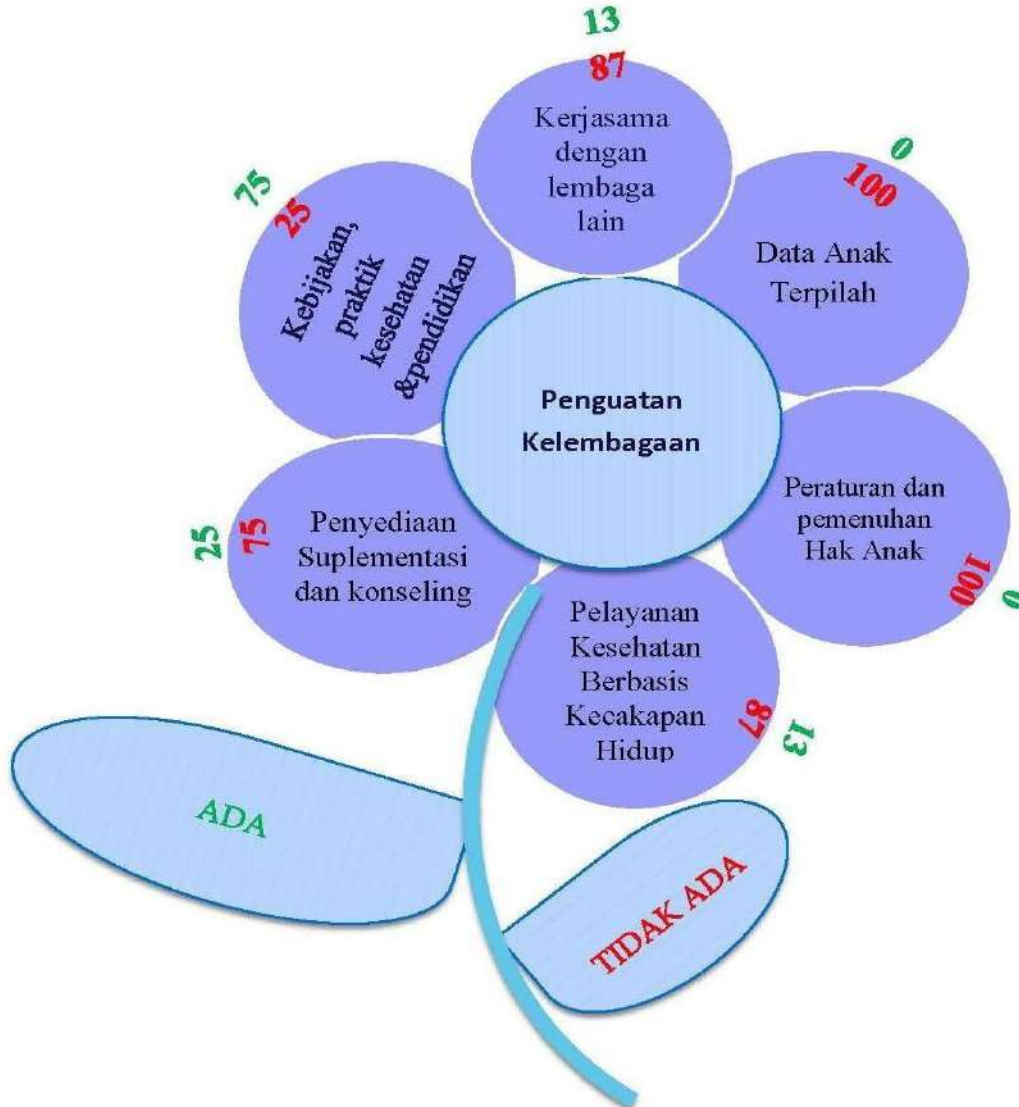 13
87
Kerjasama
dengan
lembaga
lain
0
100
Data Anak
Terpilah
75
25
Kebijakan,
praktik
kesehatan
&pendidikan
Penguatan
Kelembagaan
Peraturan dan
pemenuhan
Hak Anak
100
0
25
75
Penyediaan
Suplementasi
dan konseling
Pelayanan
Kesehatan
Berbasis
Kecakapan
Hidup
87
13
ADA
TIDAK ADA